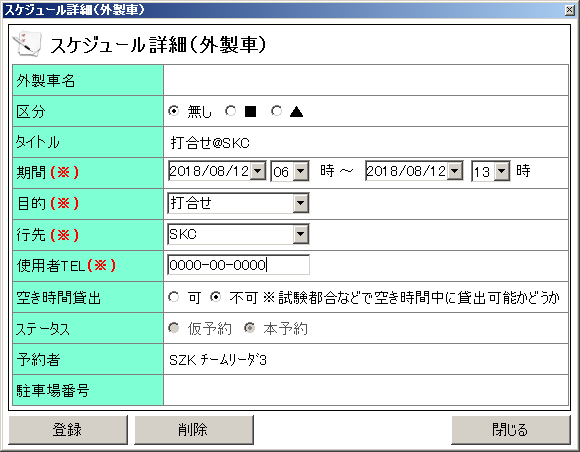 スケジュール詳細(外製車)
スケジュール詳細(外製車)
外製車名
区分 無し ■ ▲
タイトル 打合せ@SKC
期間(※) 2018/08/12 06 時 ～ 2018/08/12 13 時
目的(※) 打合せ
行先(※) SKC
使用者TEL(※) 0000-00-0000
空き時間貸出 可 不可 ※試験都合などで空き時間中に貸出可能かどうか
ステータス 仮予約 本予約
予約者 SZK ﾁｰﾑﾘｰﾀﾞ3
駐車場番号
登録 削除 閉じる